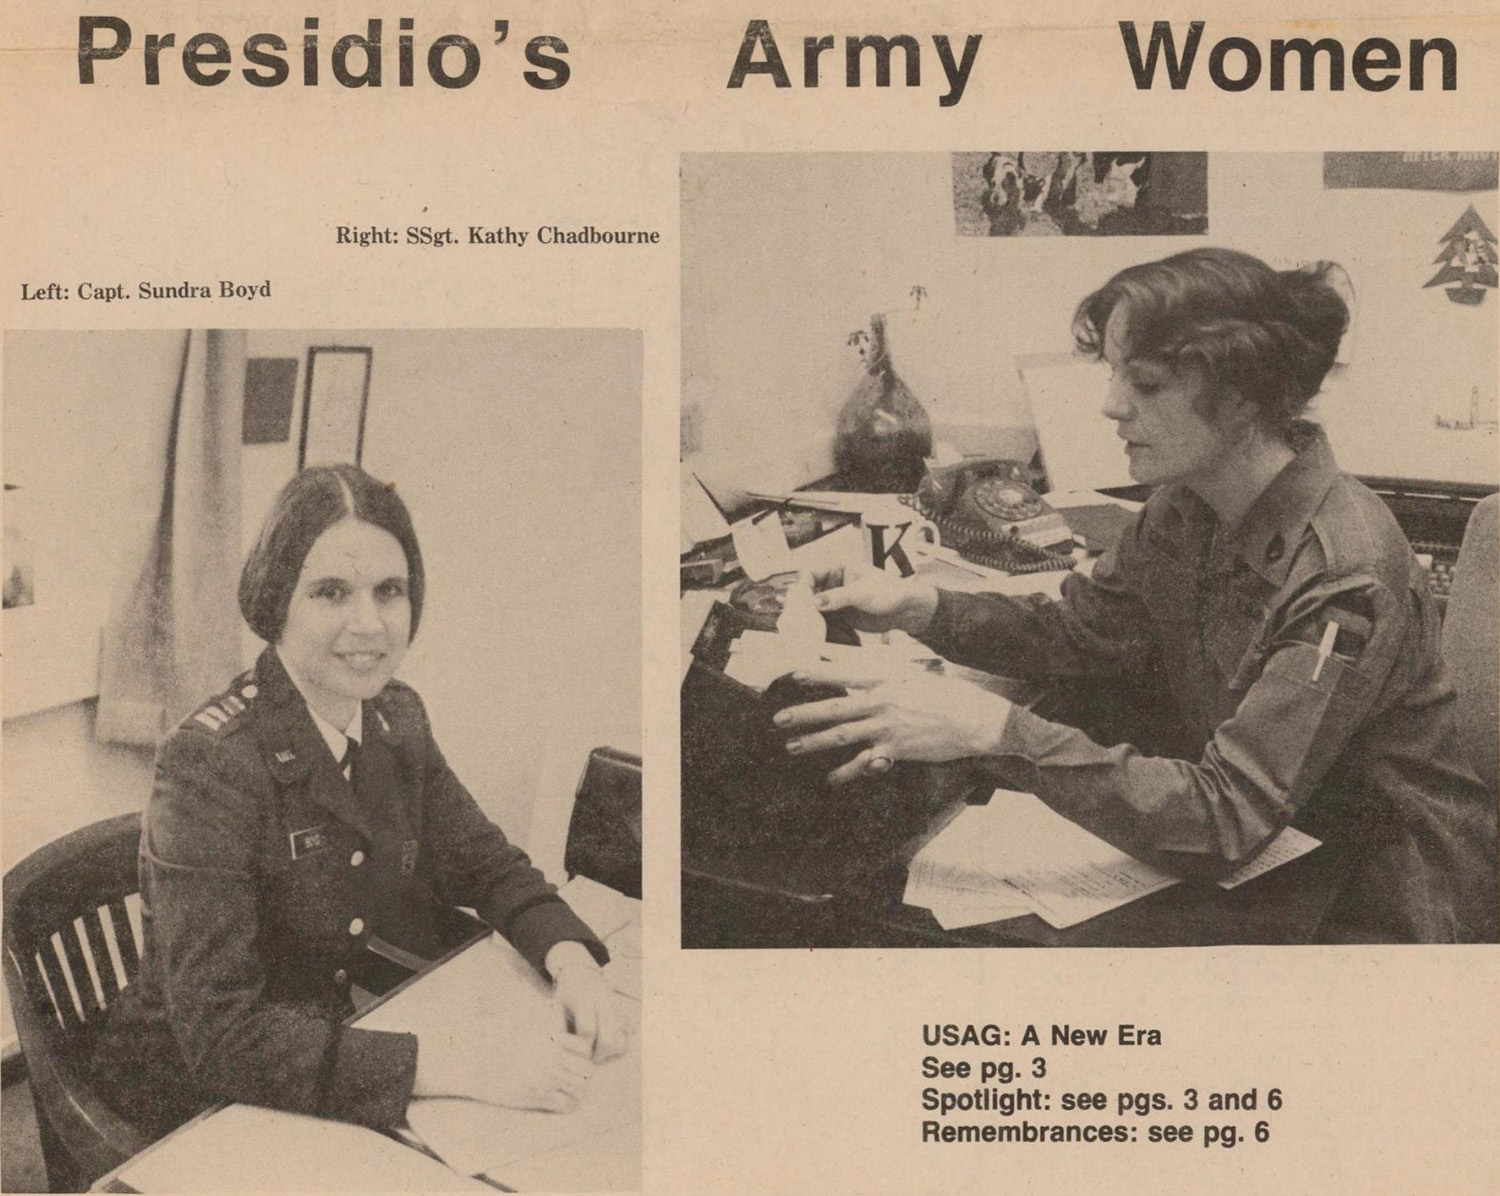 Presidio's Army Women
Right: SSgt. Kathy Chadbourne
Left: Capt. Sundra Boyd
K
USAG: A New Era
See pg. 3
Spotlight: see pgs. 3 and 6
Remembrances: see pg. 6